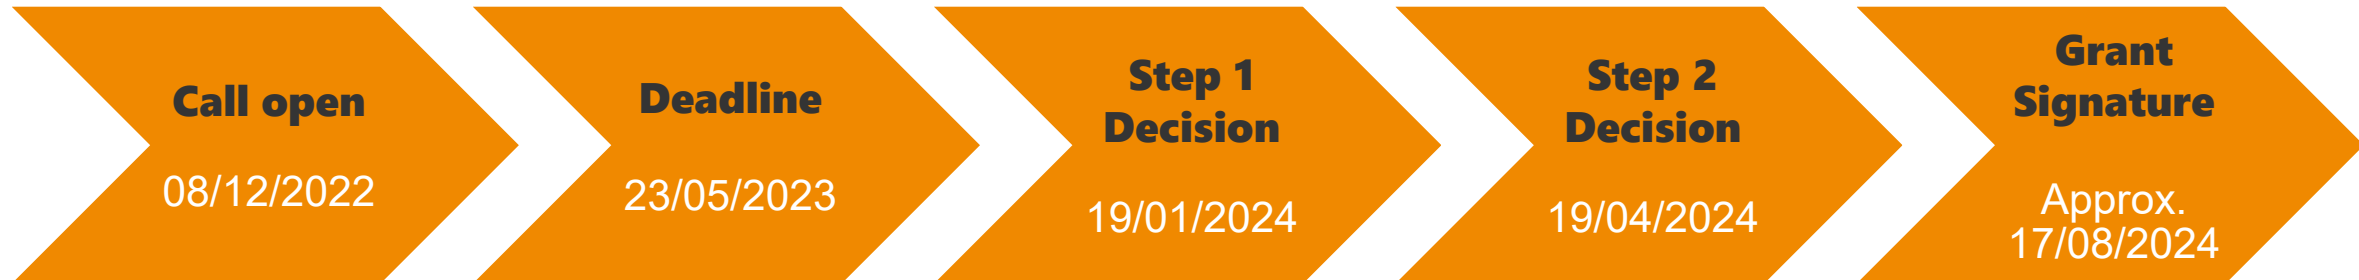 Call open
08/12/2022
Deadline
23/05/2023
Step 1
Decision
19/01/2024
Step 2
Decision
19/04/2024
Grant
Signature
Approx.
17/08/2024